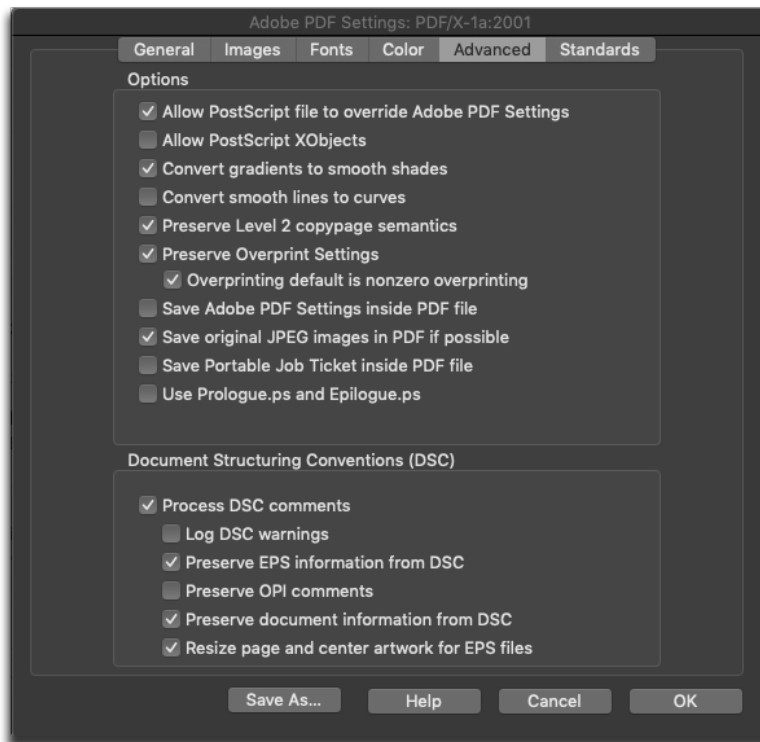 Adobe PDF Settings: PDF/X-1a:2001
General Images Fonts Color Advanced Standards
Options
Allow PostScript file to override Adobe PDF Settings
Allow PostScript XObjects
Convert gradients to smooth shades
Convert smooth lines to curves
Preserve Level 2 copypage semantics
Preserve Overprint Settings
Overprinting default is nonzero overprinting
Save Adobe PDF Settings inside PDF file
Save original JPEG images in PDF if possible
Save Portable Job Ticket inside PDF file
Use Prologue.ps and Epilogue.ps
Document Structuring Conventions (DSC)
Process DSC comments
Log DSC warnings
Preserve EPS information from DSC
Preserve OPI comments
Preserve document information from DSC
Resize page and center artwork for EPS files
Save As... Help Cancel OK